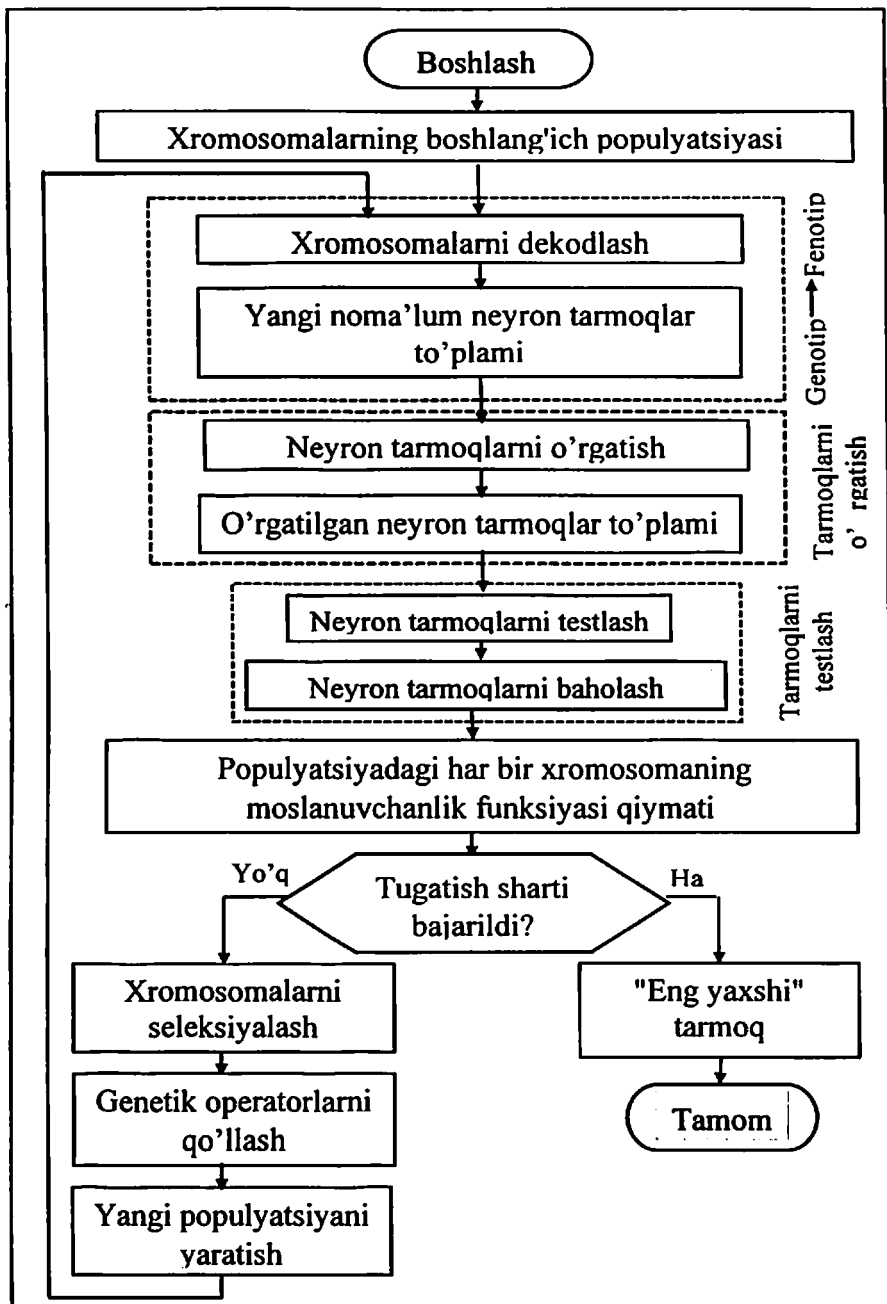 Boshlash
Xromosomalarning boshlang'ich populyatsiyasi
Xromosomalarni dekodlash
Yangi noma’lum neyron tarmoqlar
to’plami
Genotip
Fenotip
Neyron tarmoqlarni o’rgatish
O’rgatilgan neyron tarmoqlar to’plami
Tarmoqlarni
o’ rgatish
Neyron tarmoqlarni testlash
Neyron tarmoqlarni baholash
Tarmoqlarni
testlash
Populyatsiyadagi har bir xromosomaning
moslanuvchanlik funksiyasi qiymati
Tugatish sharti
bajarildi?
Yo’q
Ha
Xromosomalarni
seleksiyalash
Genetik operatorlarni
qo’llash
Yangi populyatsiyani
yaratish
"Eng yaxshi"
tarmoq
Tamom